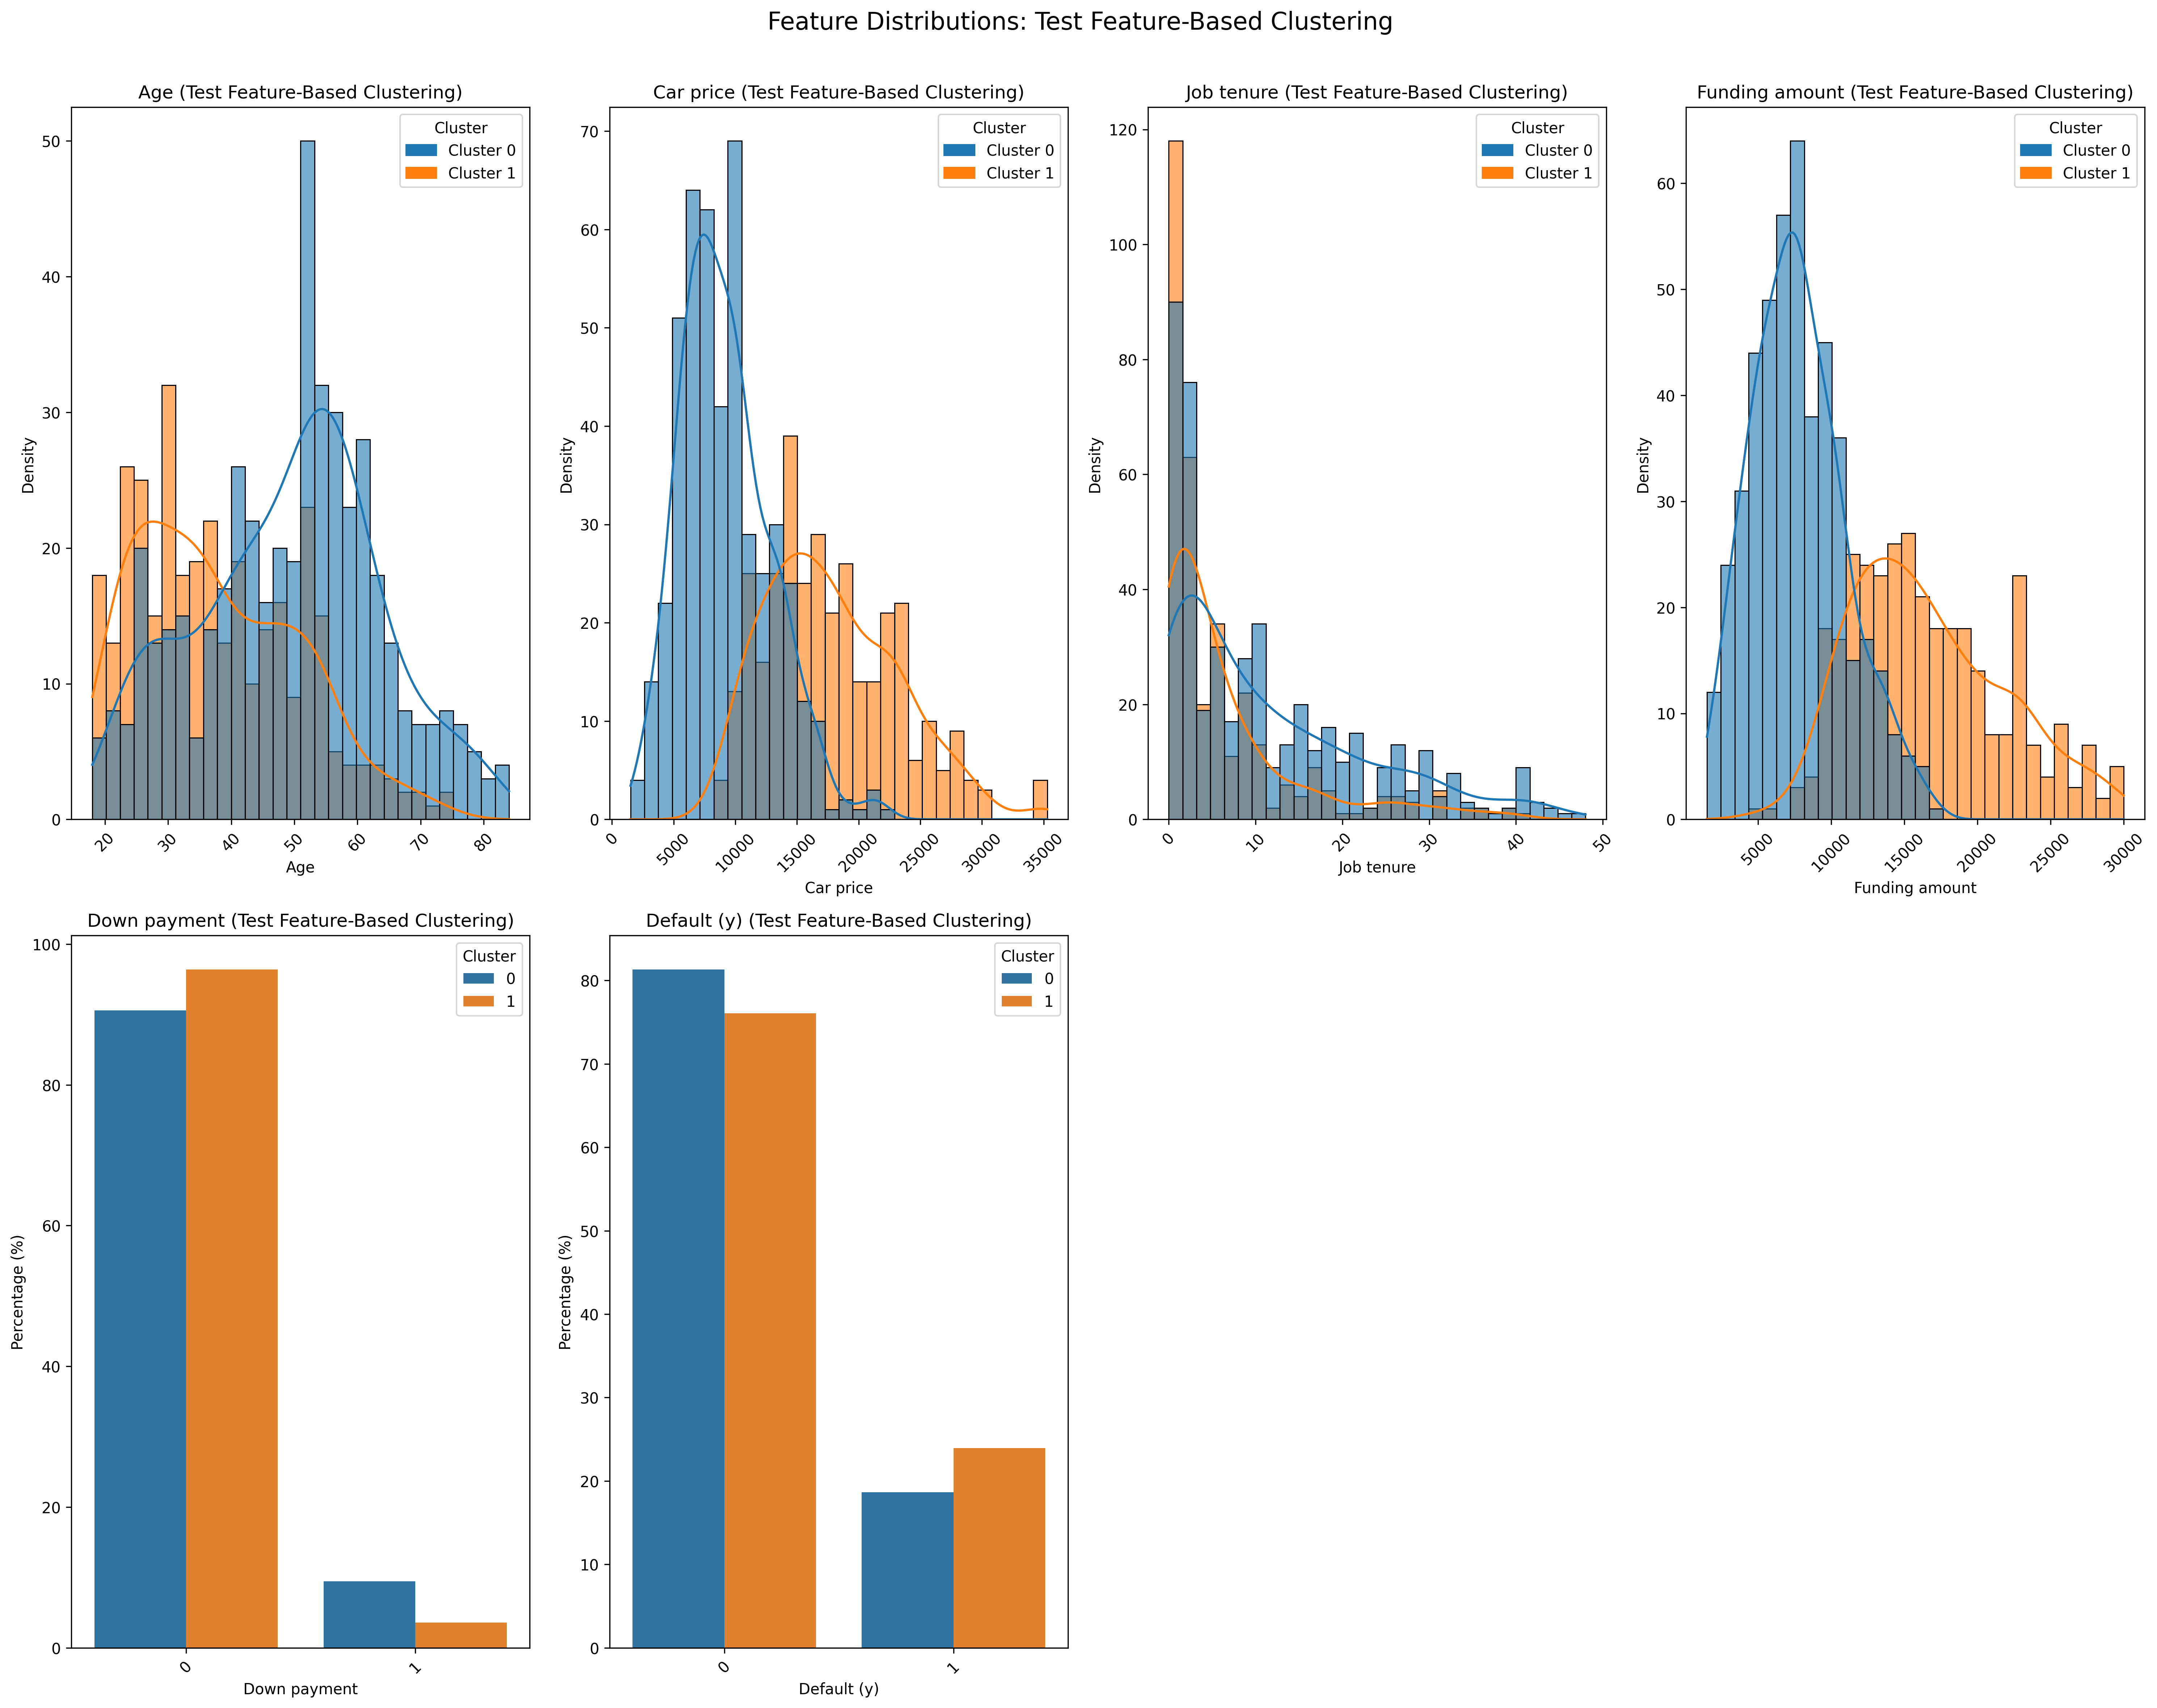 Feature Distributions: Test Feature-Based Clustering
Age (Test Feature-Based Clustering)
Density
50
40
30
20
10
0
Cluster
Cluster 0
Cluster 1
20 30 40 50 60 70 80
Age
Car price (Test Feature-Based Clustering)
Density
70
60
50
40
30
20
10
0
Cluster
Cluster 0
Cluster 1
0 5000 10000 15000 20000 25000 30000 35000
Car price
Job tenure (Test Feature-Based Clustering)
Density
120
100
80
60
40
20
0
Cluster
Cluster 0
Cluster 1
0 10 20 30 40 50
Job tenure
Funding amount (Test Feature-Based Clustering)
Density
60
50
40
30
20
10
0
Cluster
Cluster 0
Cluster 1
5000 10000 15000 20000 25000 30000
Funding amount
Down payment (Test Feature-Based Clustering)
Percentage (%)
100
80
60
40
20
0
Cluster
0
1
0 1
Down payment
Default (y) (Test Feature-Based Clustering)
Percentage (%)
80
70
60
50
40
30
20
10
0
Cluster
0
1
0 1
Default (y)